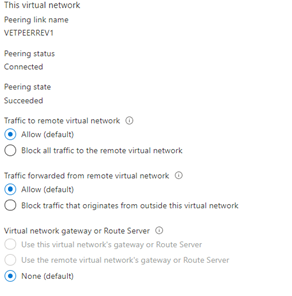 This virtual network
Peering link name
VETPEERREV1
Peering status
Connected
Peering state
Succeeded
Traffic to remote virtual network
Allow (default)
Block all traffic to the remote virtual network
Traffic forwarded from remote virtual network
Allow (default)
Block traffic that originates from outside this virtual network
Virtual network gateway or Route Server
Use this virtual network's gateway or Route Server
Use the remote virtual network's gateway or Route Server
None (default)